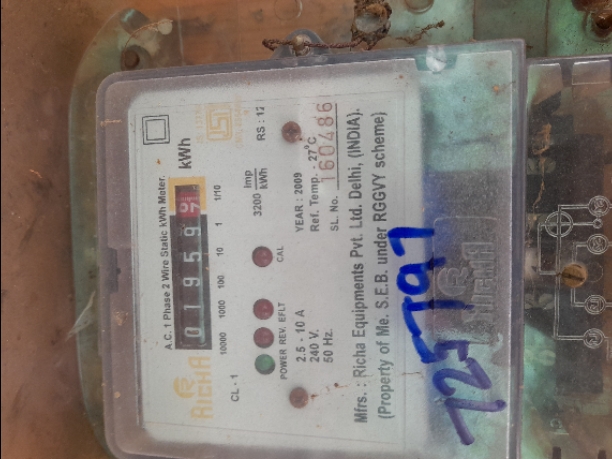 A.C. 1 Phase 2 Wire Static kWh Meter.
RICHA
01959
kWh
10000 1000 100 10 1 1/10
CL - 1
POWER REV. EFLT CAL
3200 Imp
kWh
RS : 12
2.5 - 10 A
240 V.
50 Hz.
YEAR : 2009
Ref. Temp. - 27°C
SL. No. 160486
Mfrs. : Richa Equipments Pvt. Ltd. Delhi, (INDIA).
(Property of Me. S.E.B. under RGGVY scheme)